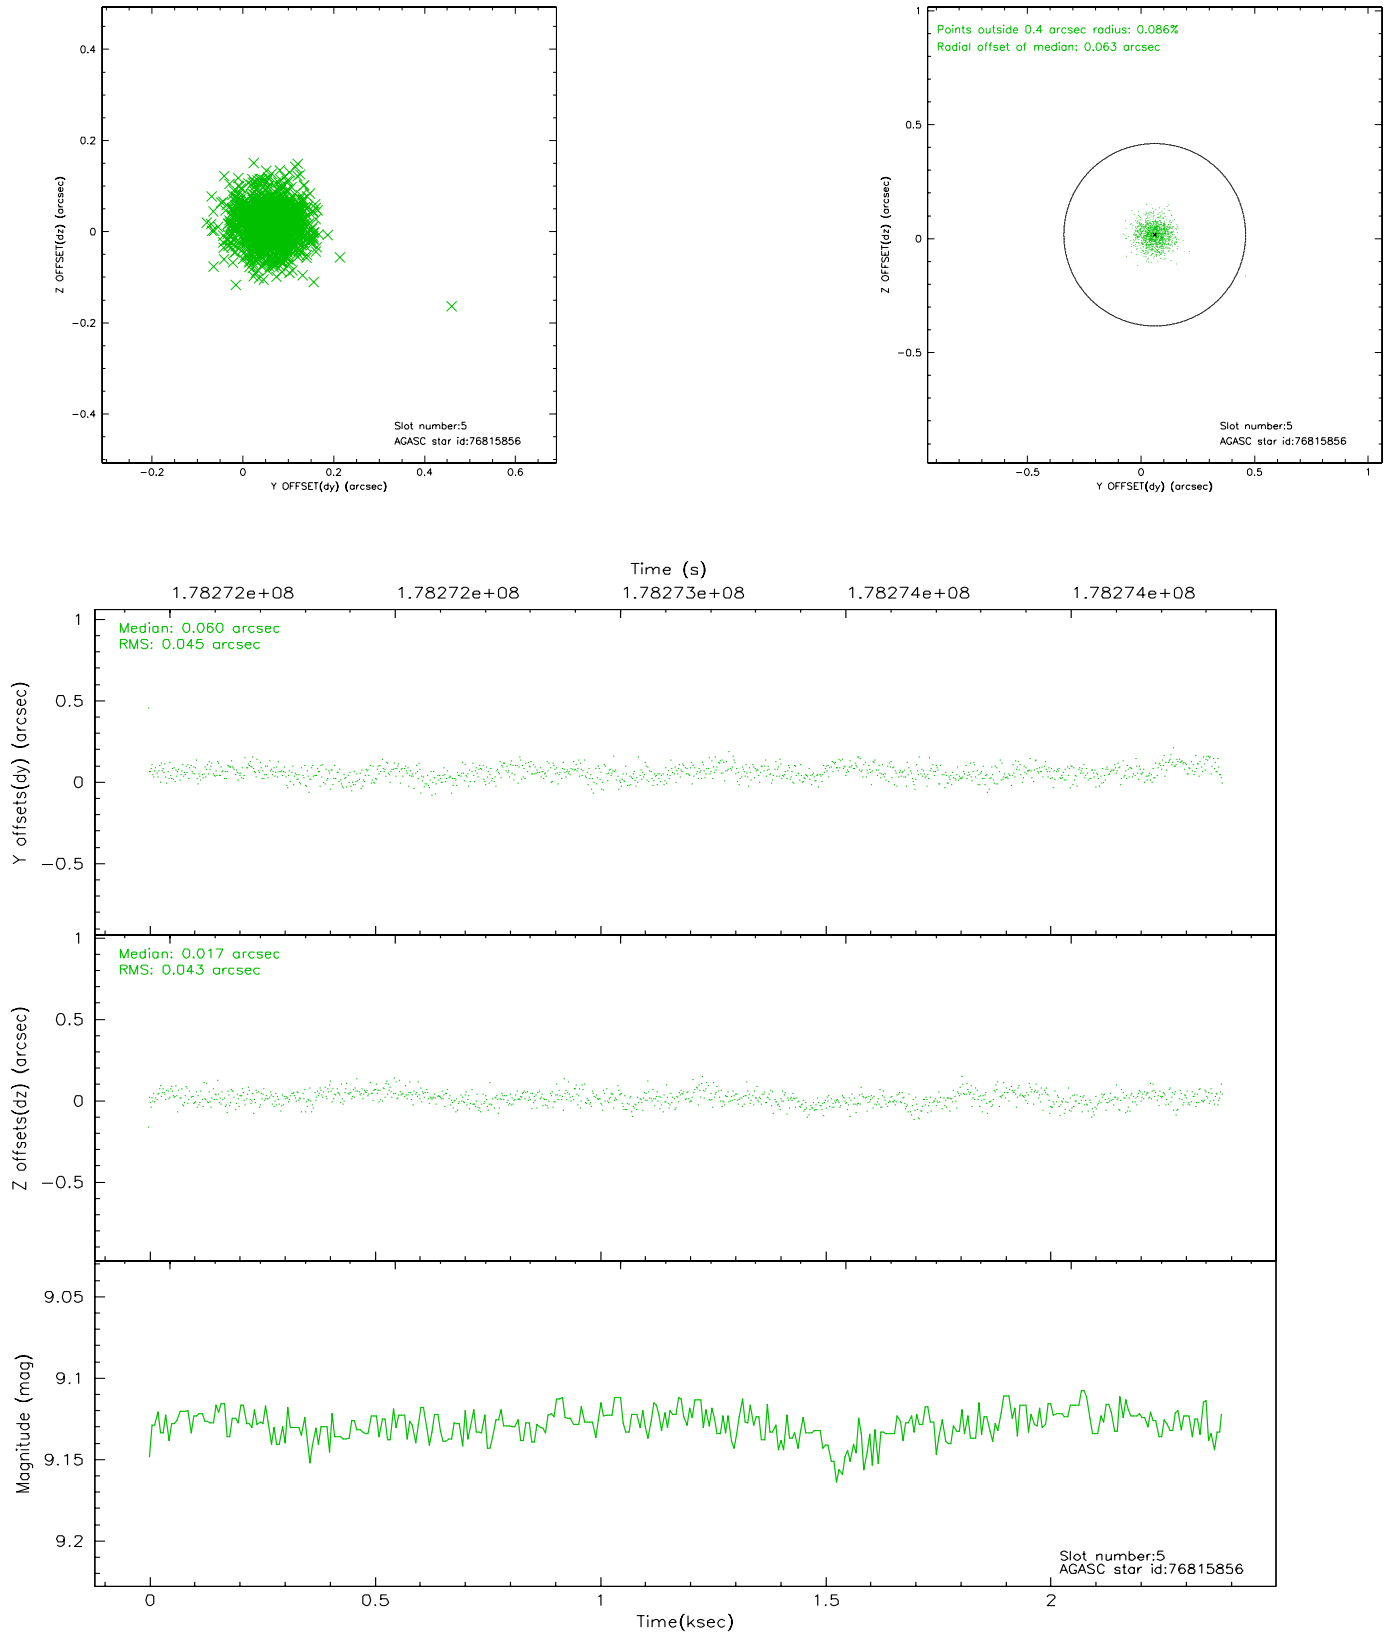 0.4
0.2
0
−0.2
−0.4
Z OFFSET(dz) (arcsec)
Slot number:5
AGASC star id:76815856
−0.2 0 0.2 0.4 0.6
Y OFFSET(dy) (arcsec)
Points outside 0.4 arcsec radius: 0.086%
Radial offset of median: 0.063 arcsec
1
0.5
0
−0.5
Z OFFSET(dz) (arcsec)
Slot number:5
AGASC star id:76815856
−0.5 0 0.5 1
Y OFFSET(dy) (arcsec)
Time (s)
1.78272e+08 1.78272e+08 1.78273e+08 1.78274e+08 1.78274e+08
Median: 0.060 arcsec
RMS: 0.045 arcsec
1
0.5
0
−0.5
Y offsets(dy) (arcsec)
Median: 0.017 arcsec
RMS: 0.043 arcsec
1
0.5
0
−0.5
Z offsets(dz) (arcsec)
9.05
9.1
9.15
9.2
Magnitude (mag)
Slot number:5
AGASC star id:76815856
0 0.5 1 1.5 2
Time(ksec)